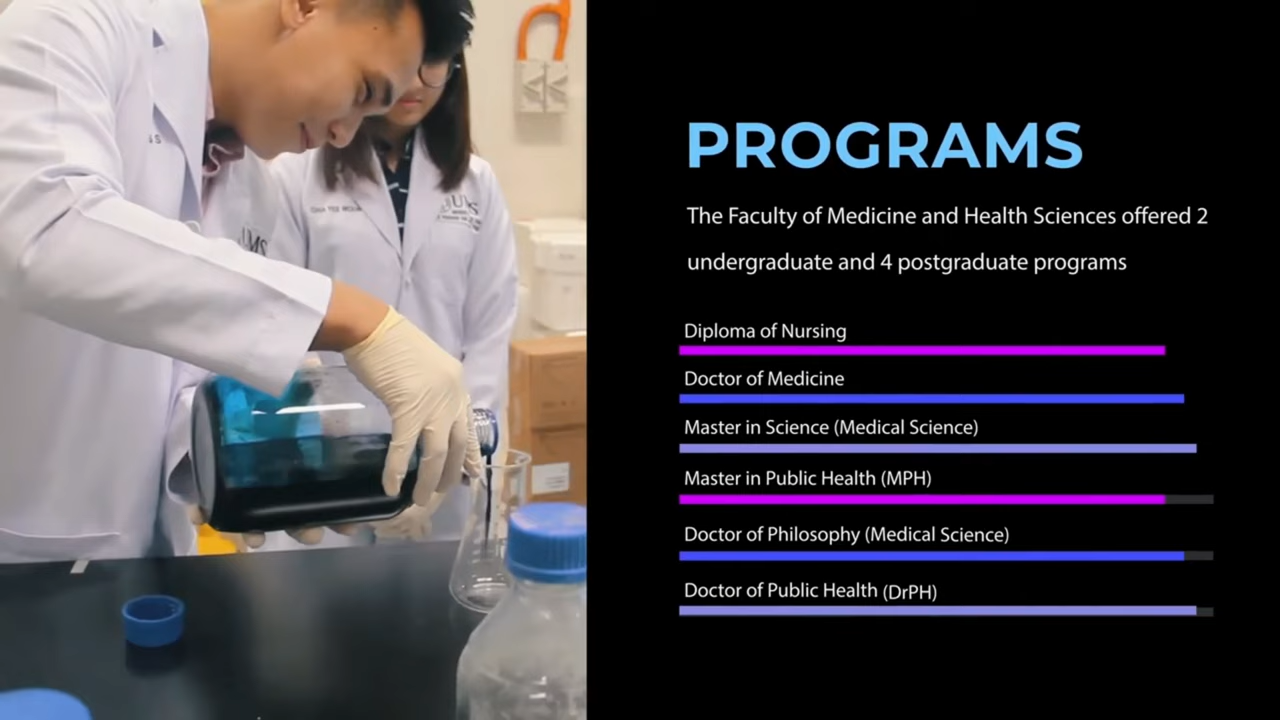 PROGRAMS
The Faculty of Medicine and Health Sciences offered 2
undergraduate and 4 postgraduate programs
Diploma of Nursing
Doctor of Medicine
Master in Science (Medical Science)
Master in Public Health (MPH)
Doctor of Philosophy (Medical Science)
Doctor of Public Health (DrPH)
UMS
UMS